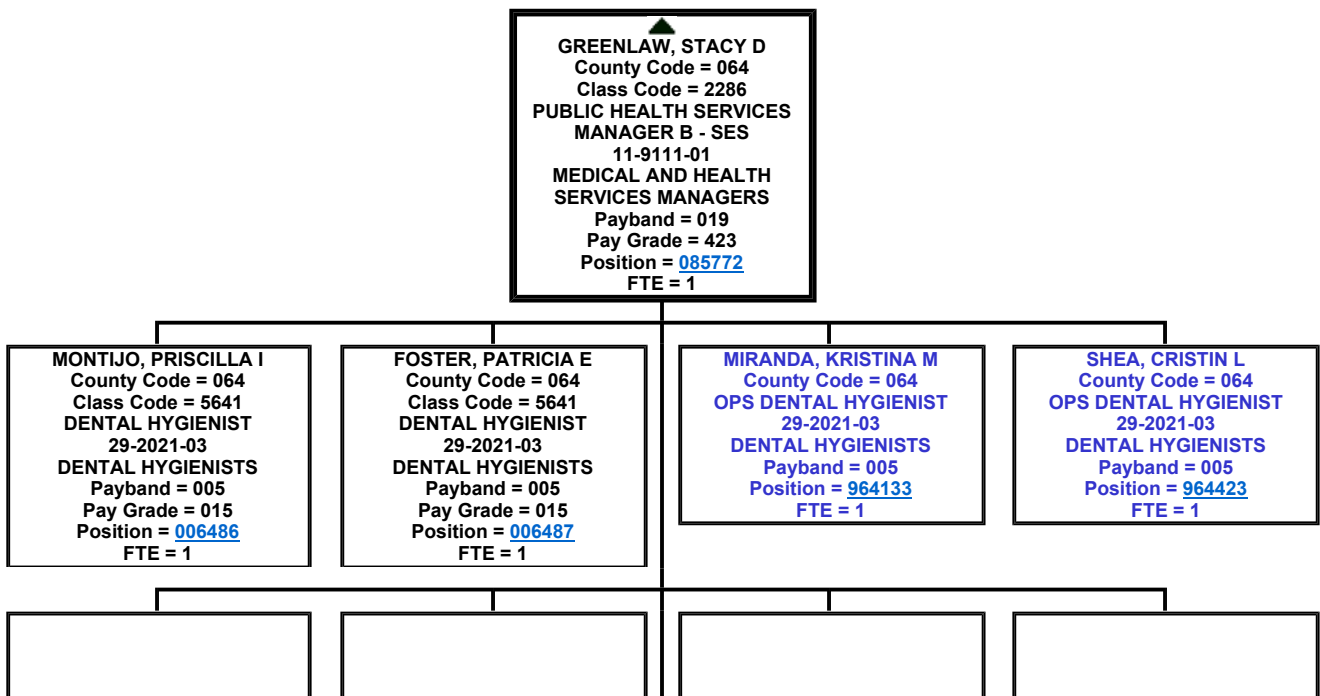 GREENLAW, STACY D
County Code = 064
Class Code = 2286
PUBLIC HEALTH SERVICES
MANAGER B - SES
11-9111-01
MEDICAL AND HEALTH
SERVICES MANAGERS
Payband = 019
Pay Grade = 423
Position = 085772
FTE = 1
MONTIJO, PRISCILLA I
County Code = 064
Class Code = 5641
DENTAL HYGIENIST
29-2021-03
DENTAL HYGIENISTS
Payband = 005
Pay Grade = 015
Position = 006486
FTE = 1
FOSTER, PATRICIA E
County Code = 064
Class Code = 5641
DENTAL HYGIENIST
29-2021-03
DENTAL HYGIENISTS
Payband = 005
Pay Grade = 015
Position = 006487
FTE = 1
MIRANDA, KRISTINA M
County Code = 064
OPS DENTAL HYGIENIST
29-2021-03
DENTAL HYGIENISTS
Payband = 005
Position = 964133
FTE = 1
SHEA, CRISTIN L
County Code = 064
OPS DENTAL HYGIENIST
29-2021-03
DENTAL HYGIENISTS
Payband = 005
Position = 964423
FTE = 1